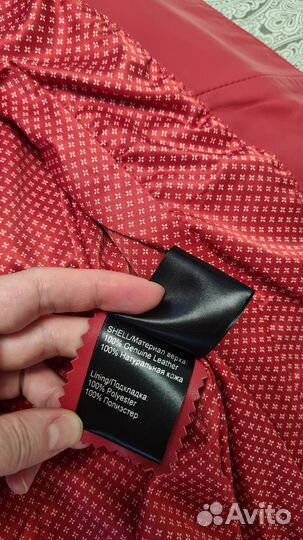 SHELL/Материал верха:
100% Genuine Leather
100% Натуральная кожа
Lining/Подкладка:
100% Polyester
100% Полиэстер
Avito